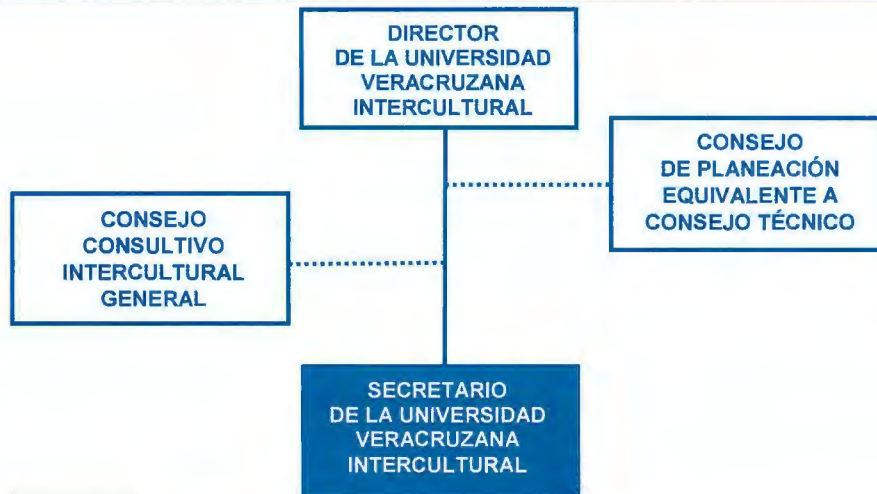 DIRECTOR
DE LA UNIVERSIDAD
VERACRUZANA
INTERCULTURAL
CONSEJO
DE PLANEACIÓN
EQUIVALENTE A
CONSEJO TÉCNICO
CONSEJO
CONSULTIVO
INTERCULTURAL
GENERAL
SECRETARIO
DE LA UNIVERSIDAD
VERACRUZANA
INTERCULTURAL